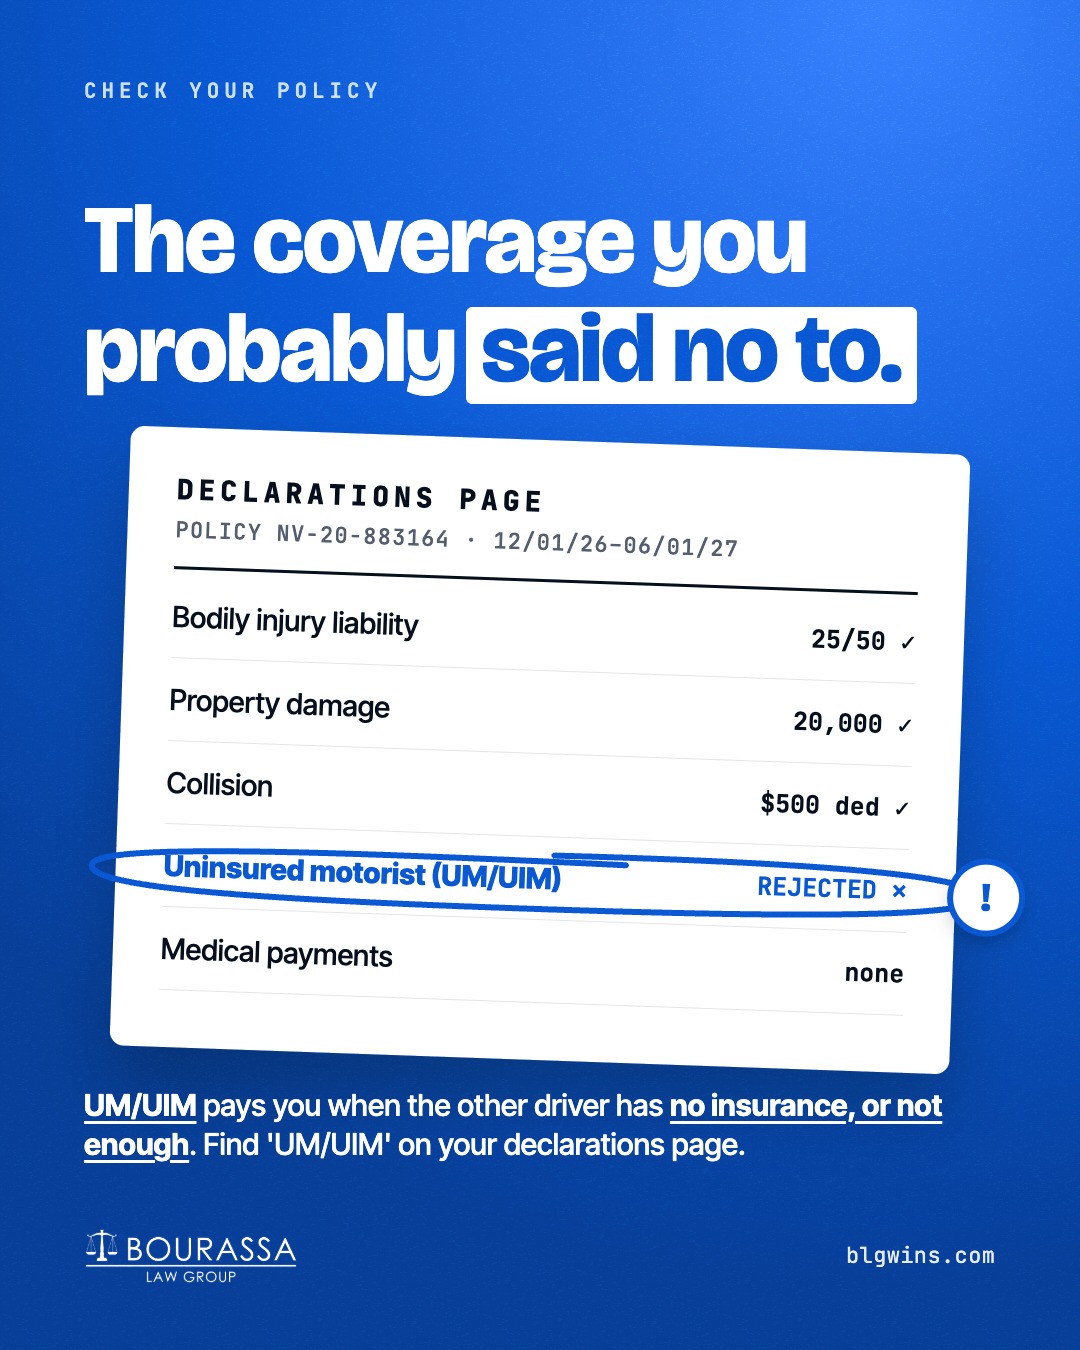 CHECK YOUR POLICY
The coverage you
probably said no to.
DECLARATIONS PAGE
POLICY NV-20-883164 · 12/01/26–06/01/27
Bodily injury liability 25/50 ✓
Property damage 20,000 ✓
Collision $500 ded ✓
Uninsured motorist (UM/UIM) REJECTED × !
Medical payments none
UM/UIM pays you when the other driver has no insurance, or not
enough. Find 'UM/UIM' on your declarations page.
BOURASSA
LAW GROUP
blgwins.com